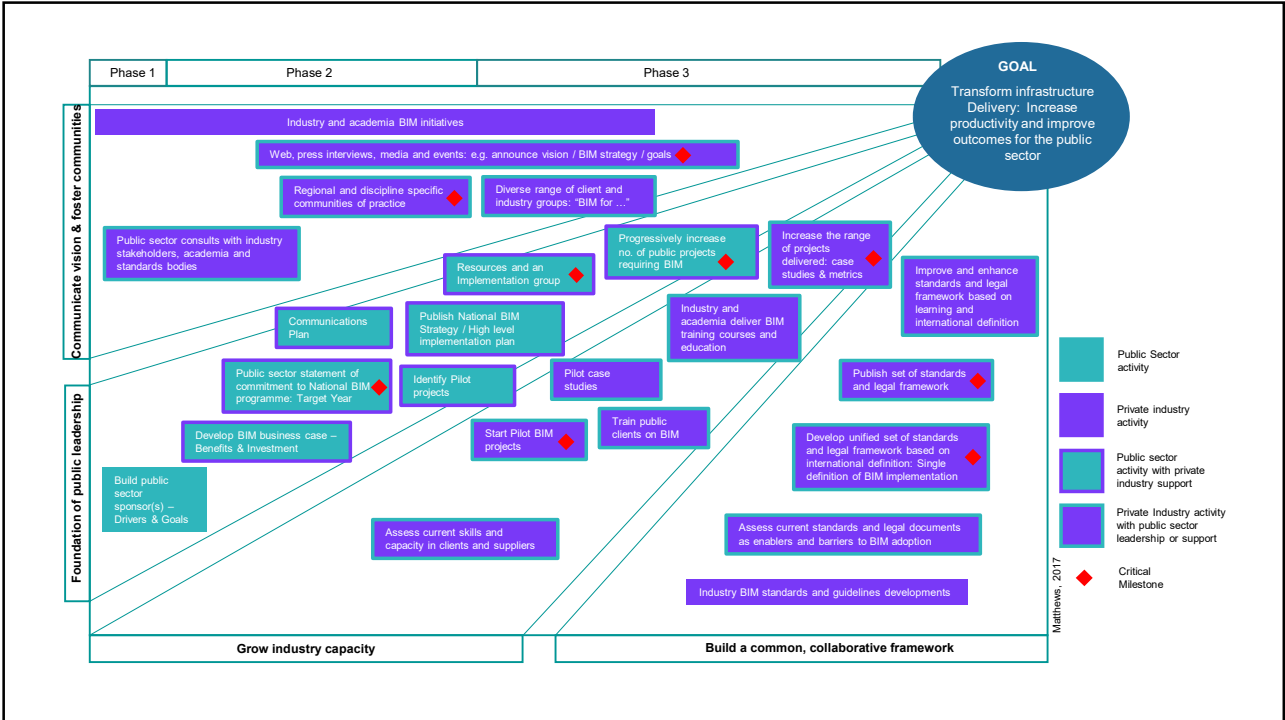 Phase 1
Phase 2
Phase 3
GOAL
Transform infrastructure
Delivery: Increase
productivity and improve
outcomes for the public
sector
Communicate vision & foster communities
Industry and academia BIM initiatives
Web, press interviews, media and events: e.g. announce vision / BIM strategy / goals
Regional and discipline specific
communities of practice
Diverse range of client and
industry groups: “BIM for ...”
Public sector consults with industry
stakeholders, academia and
standards bodies
Resources and an
Implementation group
Progressively increase
no. of public projects
requiring BIM
Increase the range
of projects
delivered: case
studies & metrics
Improve and enhance
standards and legal
framework based on
learning and
international definition
Communications
Plan
Publish National BIM
Strategy / High level
implementation plan
Industry and
academia deliver BIM
training courses and
education
Foundation of public leadership
Public sector statement of
commitment to National BIM
programme: Target Year
Identify Pilot
projects
Pilot case
studies
Publish set of standards
and legal framework
Develop BIM business case –
Benefits & Investment
Start Pilot BIM
projects
Train public
clients on BIM
Develop unified set of standards
and legal framework based on
international definition: Single
definition of BIM implementation
Build public
sector
sponsor(s) –
Drivers & Goals
Assess current skills and
capacity in clients and suppliers
Assess current standards and legal documents
as enablers and barriers to BIM adoption
Industry BIM standards and guidelines developments
Grow industry capacity
Build a common, collaborative framework
Public Sector
activity
Private industry
activity
Public sector
activity with private
industry support
Private Industry activity
with public sector
leadership or support
Critical
Milestone
Matthews, 2017